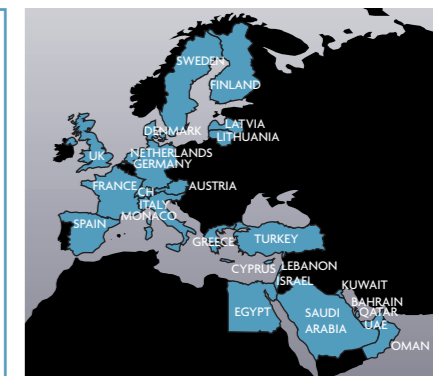 SWEDEN
FINLAND
DENMARK
LATVIA
LITHUANIA
UK
NETHERLANDS
GERMANY
FRANCE
CH
AUSTRIA
ITALY
MONACO
SPAIN
GREECE
TURKEY
CYPRUS
LEBANON
ISRAEL
KUWAIT
BAHRAIN
EGYPT
SAUDI
ARABIA
QATAR
UAE
OMAN